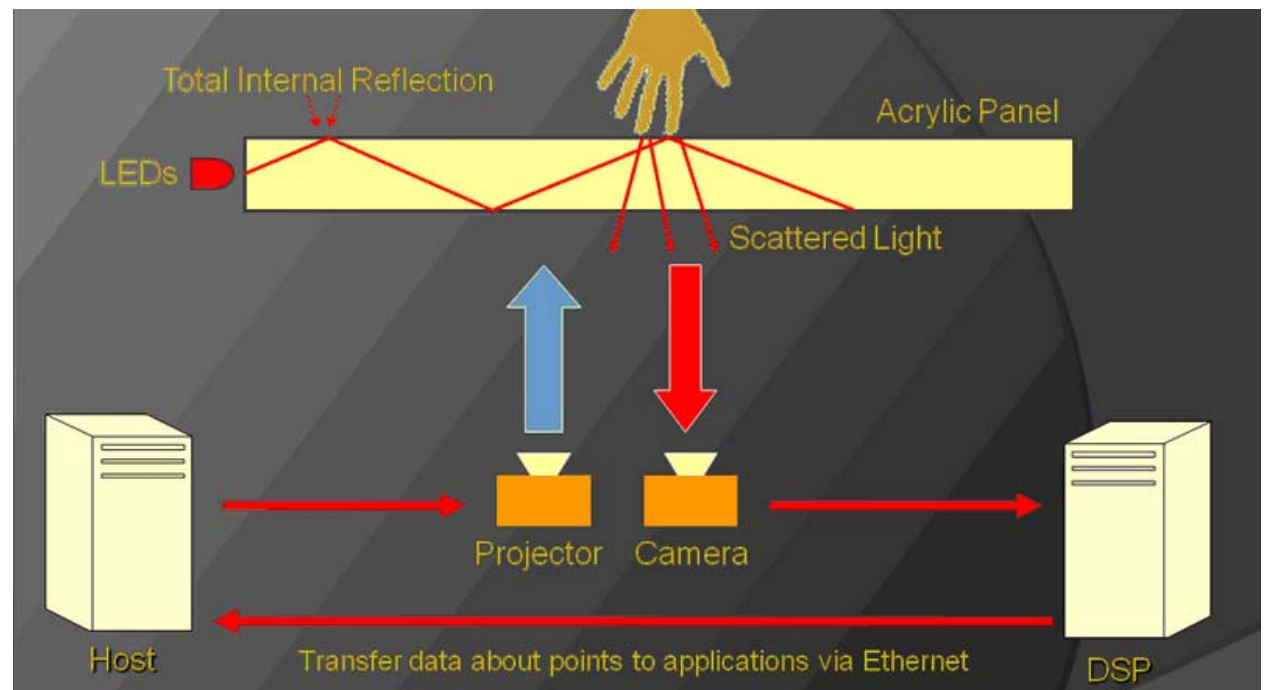 Total Internal Reflection
Acrylic Panel
LEDs
Scattered Light
Projector
Camera
Host
Transfer data about points to applications via Ethernet
DSP